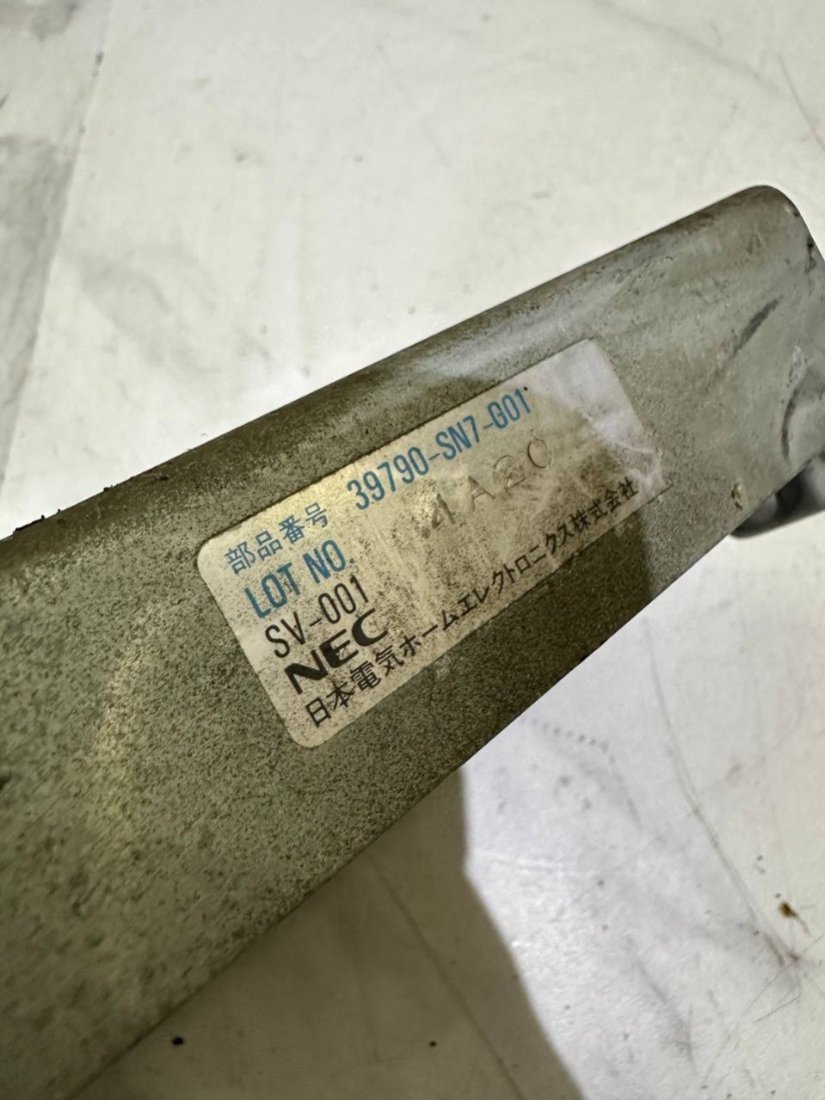 部品番号 39790-SN7-G01
LOT NO. 4A20
SV-001
NEC
日本電気ホームエレクトロニクス株式会社